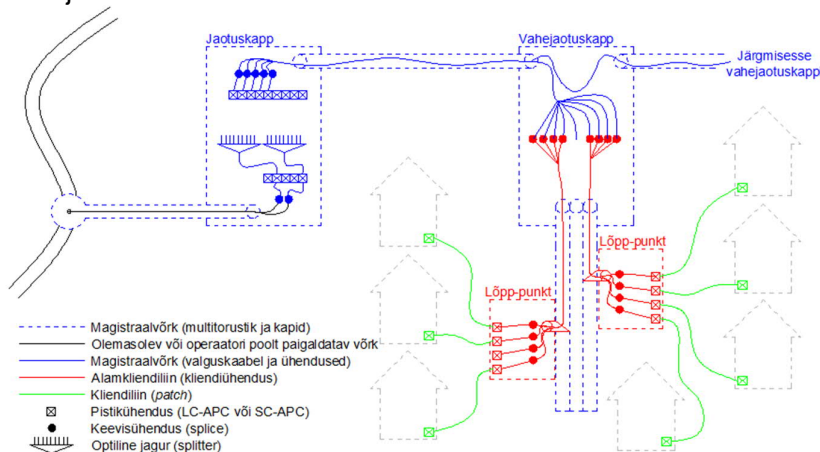 Jaotuskapp
Vahejaotuskapp
Järgmisesse
vahejaotuskappi
Lõpp-punkt
Lõpp-punkt
Magistraalvõrk (multitorustik ja kapid)
Olemasolev või operaatori poolt paigaldatav võrk
Magistraalvõrk (valguskaabel ja ühendused)
Alamkliendiliin (kliendiühendus)
Kliendiliin (patch)
Pistikühendus (LC-APC või SC-APC)
Keevisühendus (splice)
Optiline jagur (splitter)